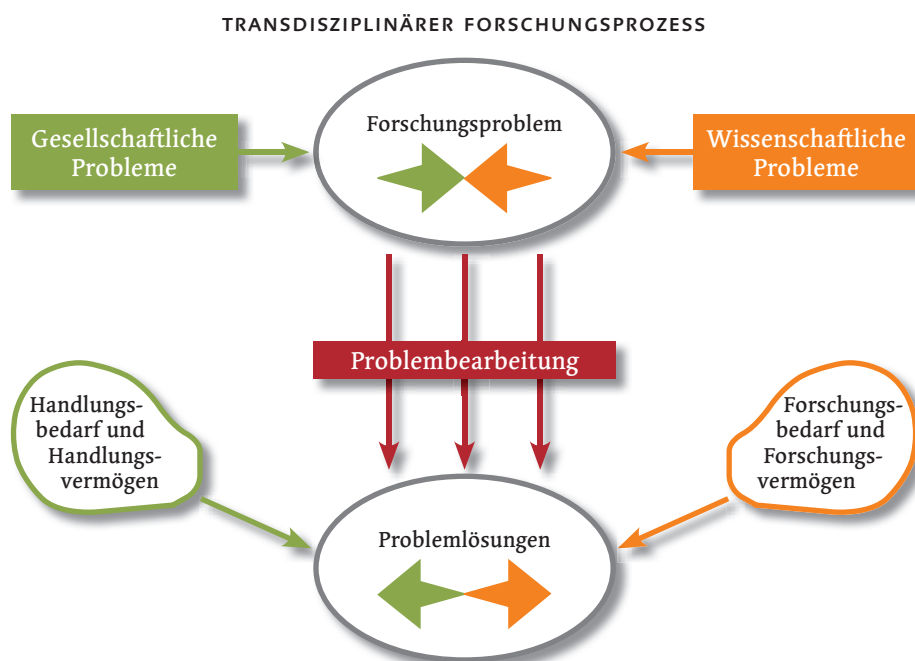 TRANSDISZIPLINÄRER FORSCHUNGSPROZESS
Gesellschaftliche
Probleme
Forschungsproblem
Wissenschaftliche
Probleme
Problembearbeitung
Handlungs-
bedarf und
Handlungs-
vermögen
Forschungs-
bedarf und
Forschungs-
vermögen
Problemlösungen